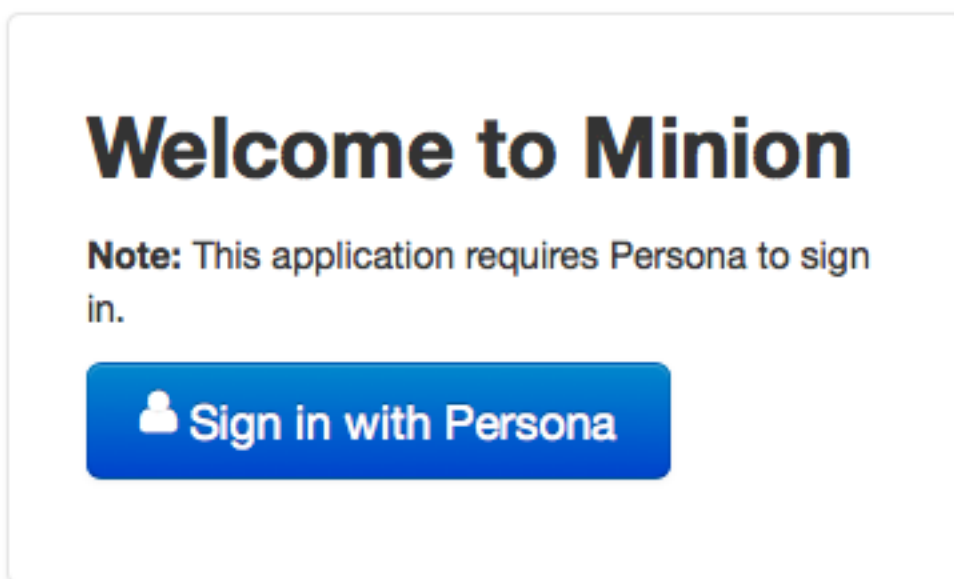 Welcome to Minion
Note: This application requires Persona to sign
in.
Sign in with Persona